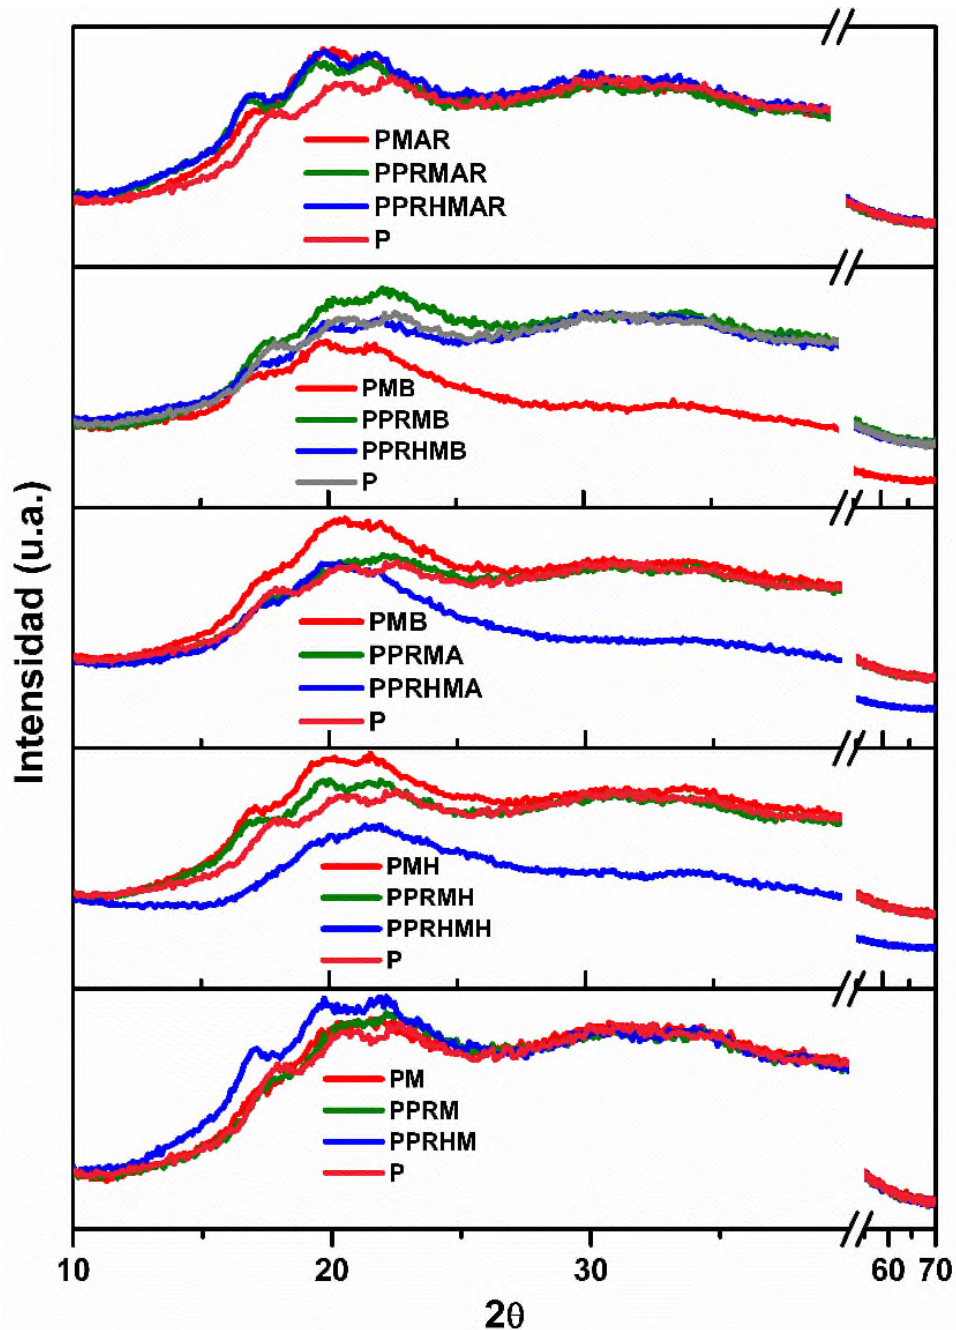 Intensidad (u.a.)
PMAR
PPRMAR
PPRHMAR
P
PMB
PPRMB
PPRHMB
P
PMB
PPRMA
PPRHMA
P
PMH
PPRMH
PPRHMH
P
PM
PPRM
PPRHM
P
10 20 30 60 70
2θ